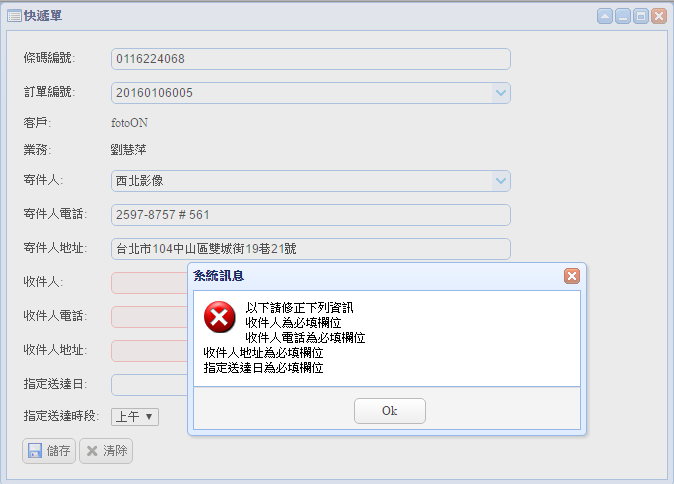 快遞單
條碼編號:
0116224068
訂單編號:
20160106005
客戶:
fotoON
業務:
劉慧萍
寄件人:
西北影像
寄件人電話:
2597-8757 # 561
寄件人地址:
台北市104中山區雙城街19巷21號
收件人:
收件人電話:
收件人地址:
指定送達日:
指定送達時段:
上午
儲存
清除
系統訊息
以下請修正下列資訊
收件人為必填欄位
收件人電話為必填欄位
收件人地址為必填欄位
指定送達日為必填欄位
Ok